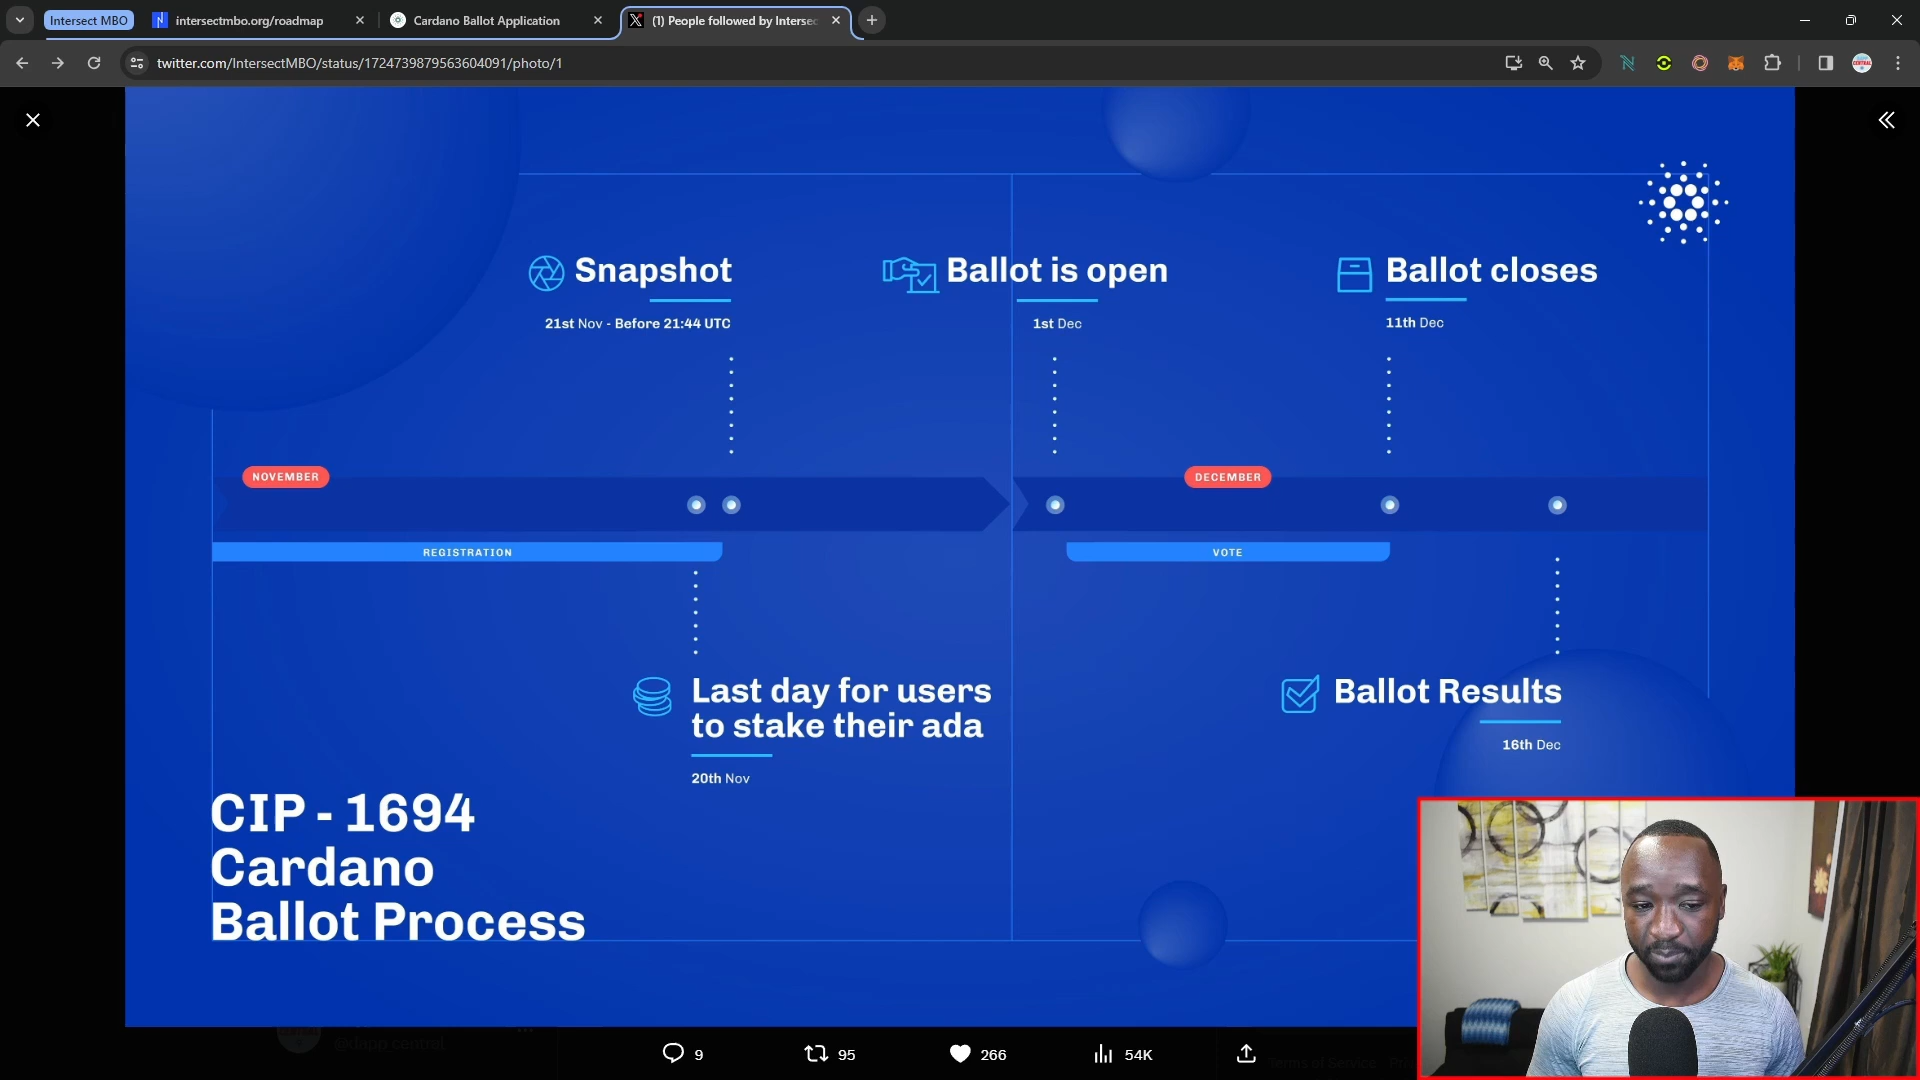 Intersect MBO
intersectmbo.org/roadmap
Cardano Ballot Application
(1) People followed by Intersec
twitter.com/IntersectMBO/status/1724739879563604091/photo/1
Snapshot
21st Nov - Before 21:44 UTC
Ballot is open
1st Dec
Ballot closes
11th Dec
NOVEMBER
DECEMBER
REGISTRATION
VOTE
Last day for users
to stake their ada
20th Nov
Ballot Results
16th Dec
CIP - 1694
Cardano
Ballot Process
9
95
266
54K